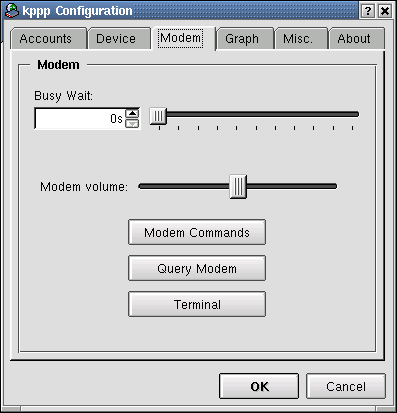 kppp Configuration
? ×
Accounts Device Modem Graph Misc. About
Modem
Busy Wait:
0s
Modem volume:
Modem Commands
Query Modem
Terminal
OK Cancel